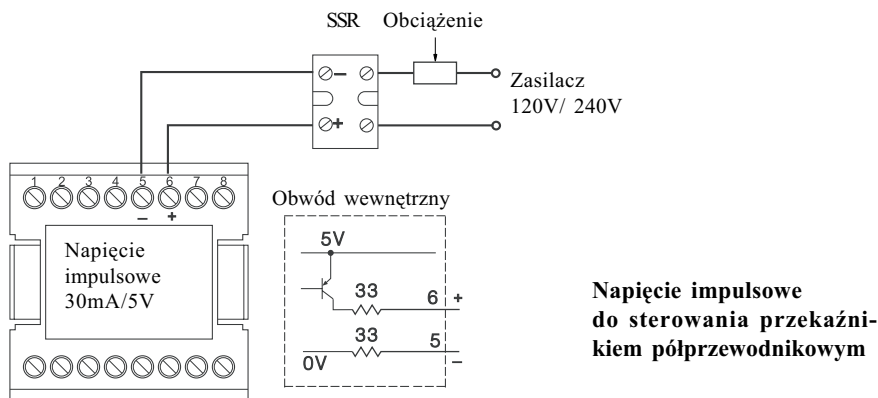 SSR Obciążenie
Zasilacz
120V/ 240V
– +
1 2 3 4 5 6 7 8
– +
Napięcie
impulsowe
30mA/5V
Obwód wewnętrzny
5V
33 6 +
33 5 –
0V
Napięcie impulsowe
do sterowania przekaźni-
kiem półprzewodnikowym